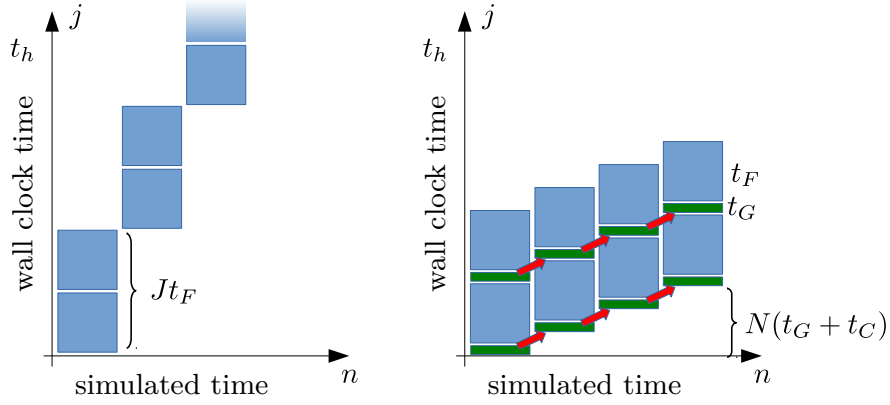 j
t_h
wall clock time
Jt_F
n
simulated time
j
t_h
wall clock time
t_F
t_G
N(t_G + t_C)
n
simulated time